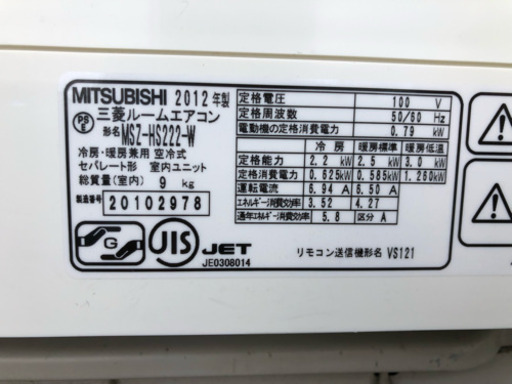 MITSUBISHI 2012年製
三菱ルームエアコン
PS E
形名 MSZ-HS222-W
冷房・暖房兼用 空冷式
セパレート形 室内ユニット
総質量(室内) 9 kg
製造番号 20102978
G JIS JET
JE0308014
定格電圧 100 V
定格周波数 50/60 Hz
電動機の定格消費電力 0.79 kW
冷房 暖房標準 暖房低温
能力 2.2 kW 2.5 kW 3.0 kW
定格消費電力 0.625kW 0.585kW 1.260kW
運転電流 6.94 A 6.50 A
エネルギー消費効率 3.52 4.27
通年エネルギー消費効率 5.8 区分 A
リモコン送信機形名 VS121